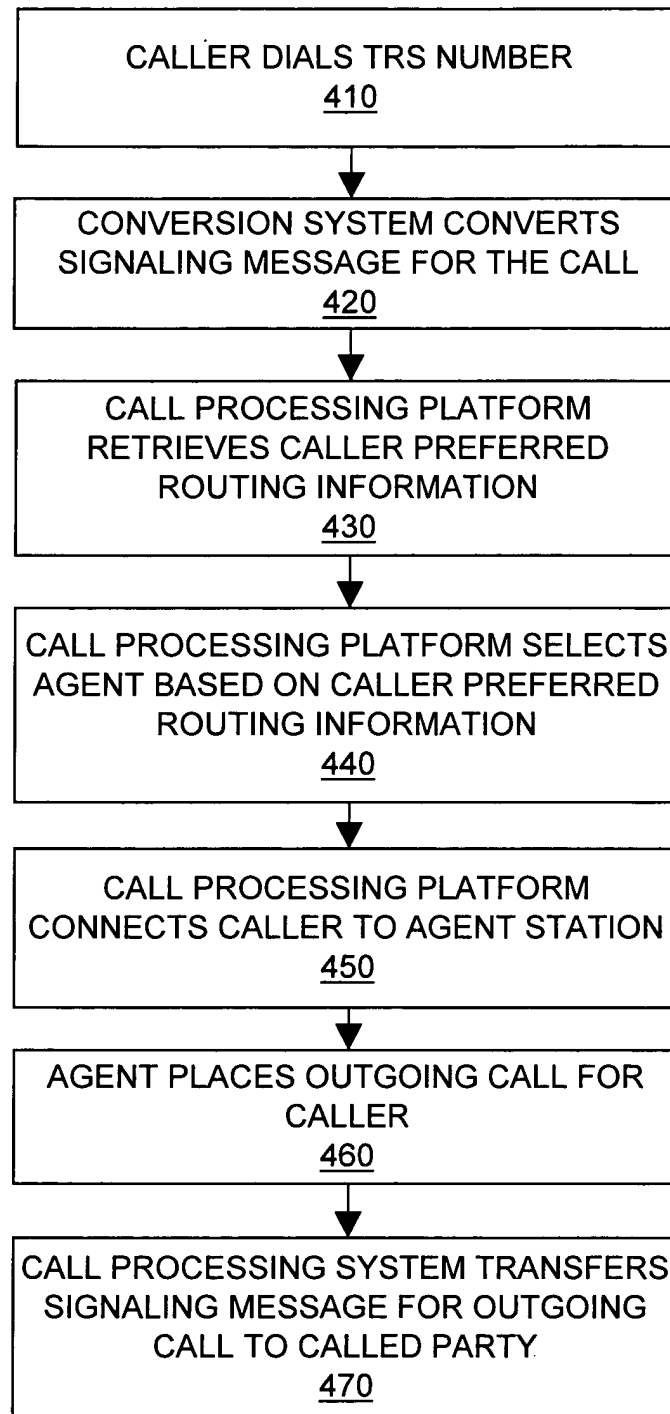 CALLER DIALS TRS NUMBER
410
CONVERSION SYSTEM CONVERTS
SIGNALING MESSAGE FOR THE CALL
420
CALL PROCESSING PLATFORM
RETRIEVES CALLER PREFERRED
ROUTING INFORMATION
430
CALL PROCESSING PLATFORM SELECTS
AGENT BASED ON CALLER PREFERRED
ROUTING INFORMATION
440
CALL PROCESSING PLATFORM
CONNECTS CALLER TO AGENT STATION
450
AGENT PLACES OUTGOING CALL FOR
CALLER
460
CALL PROCESSING SYSTEM TRANSFERS
SIGNALING MESSAGE FOR OUTGOING
CALL TO CALLED PARTY
470